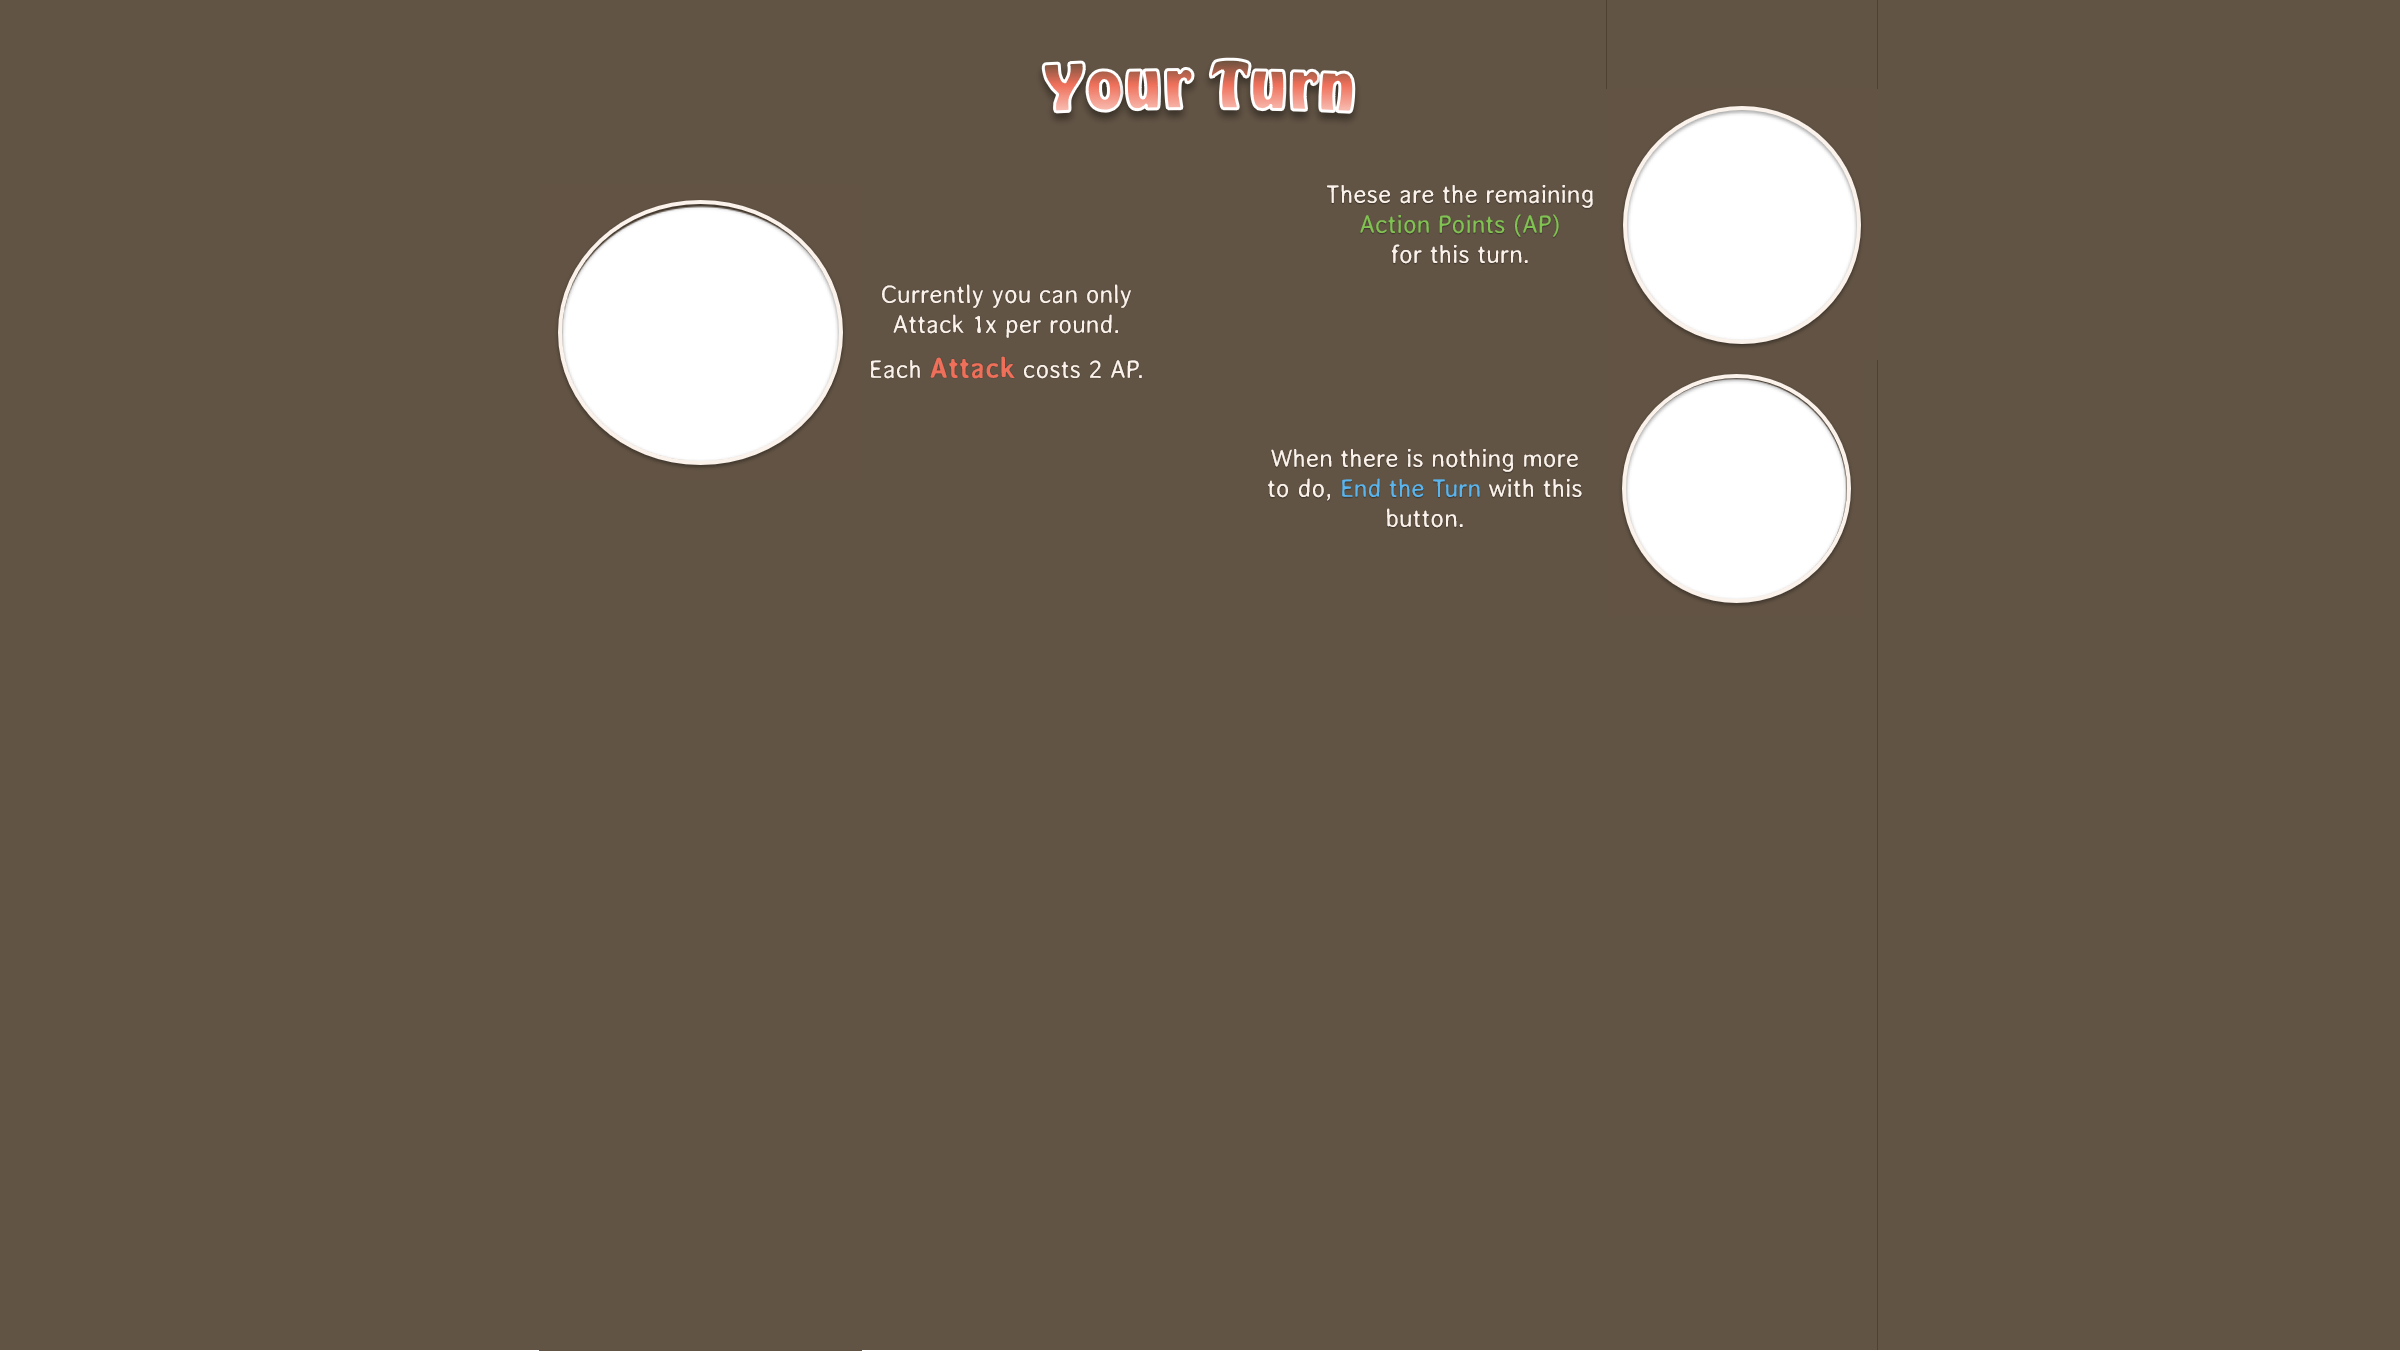 Your Turn
These are the remaining
Action Points (AP)
for this turn.
Currently you can only
Attack 1x per round.
Each Attack costs 2 AP.
When there is nothing more
to do, End the Turn with this
button.